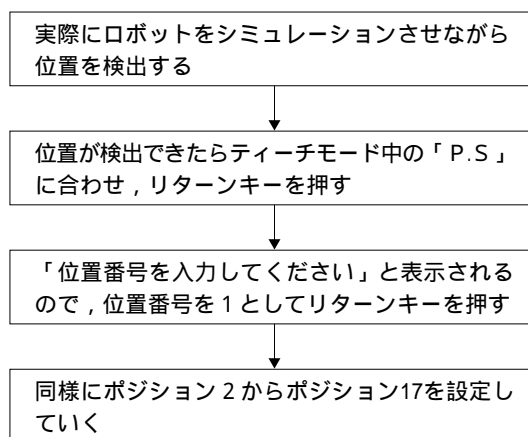 実際にロボットをシミュレーションさせながら
位置を検出する
位置が検出できたらティーチモード中の「P.S」
に合わせ，リターンキーを押す
「位置番号を入力してください」と表示される
ので，位置番号を1としてリターンキーを押す
同様にポジション2からポジション17を設定し
ていく